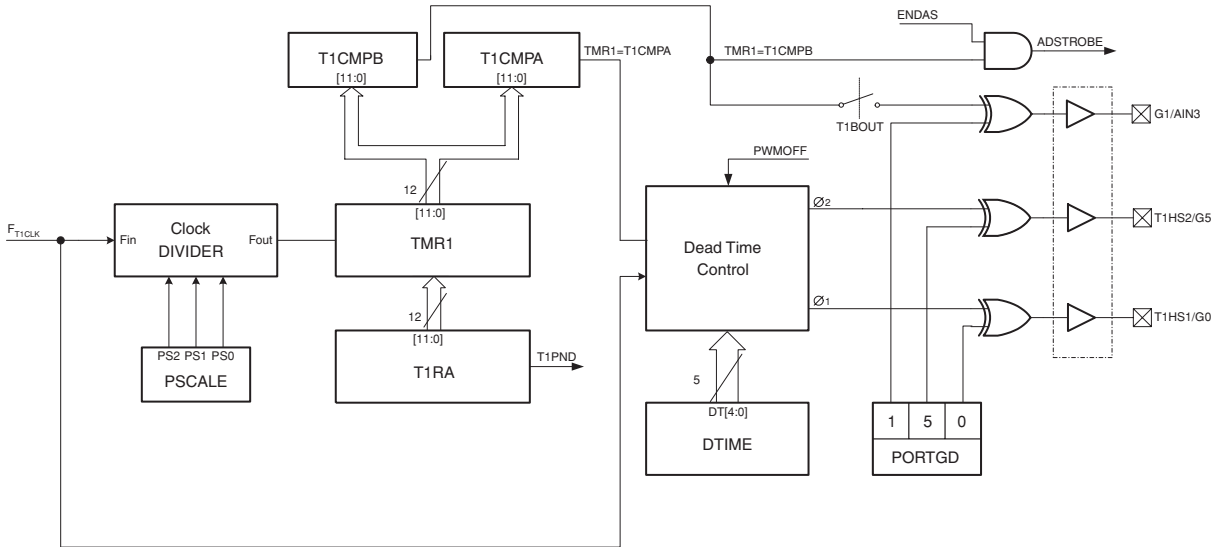 ENDAS
ADSTROBE
T1CMPB
[11:0]
T1CMPA
[11:0]
TMR1=T1CMPA
TMR1=T1CMPB
T1BOUT
G1/AIN3
PWMOFF
12
[11:0]
TMR1
FT1CLK
Fin
Clock
DIVIDER
Fout
Dead Time
Control
Ø2
T1HS2/G5
Ø1
T1HS1/G0
12
[11:0]
T1RA
T1PND
PS2 PS1 PS0
PSCALE
5
DT[4:0]
DTIME
1 5 0
PORTGD